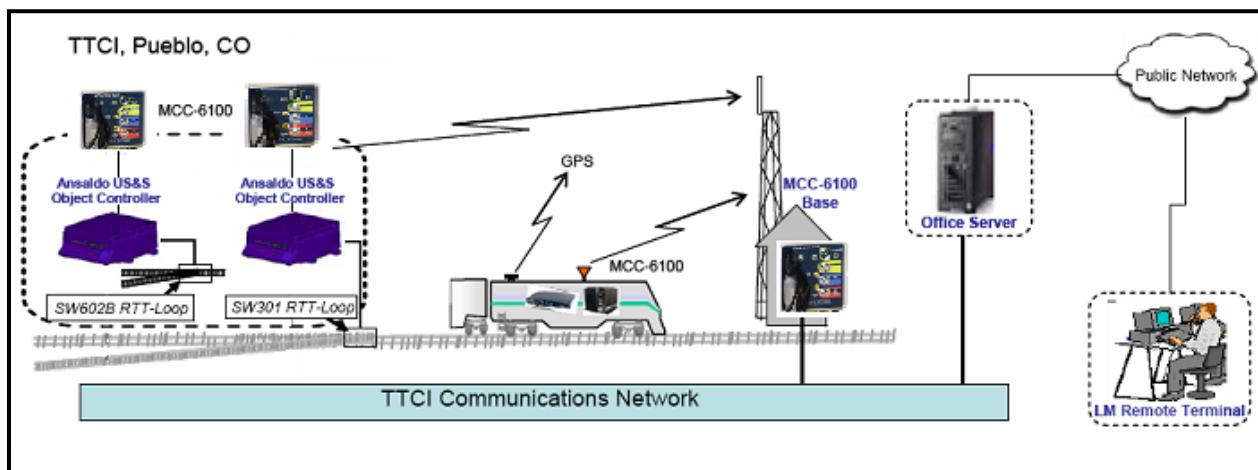 TTCI, Pueblo, CO
MCC-6100
Public Network
GPS
Ansaldo US&S
Object Controller
Ansaldo US&S
Object Controller
MCC-6100
Base
Office Server
MCC-6100
SW602B RTT-Loop
SW301 RTT-Loop
TTCI Communications Network
LM Remote Terminal